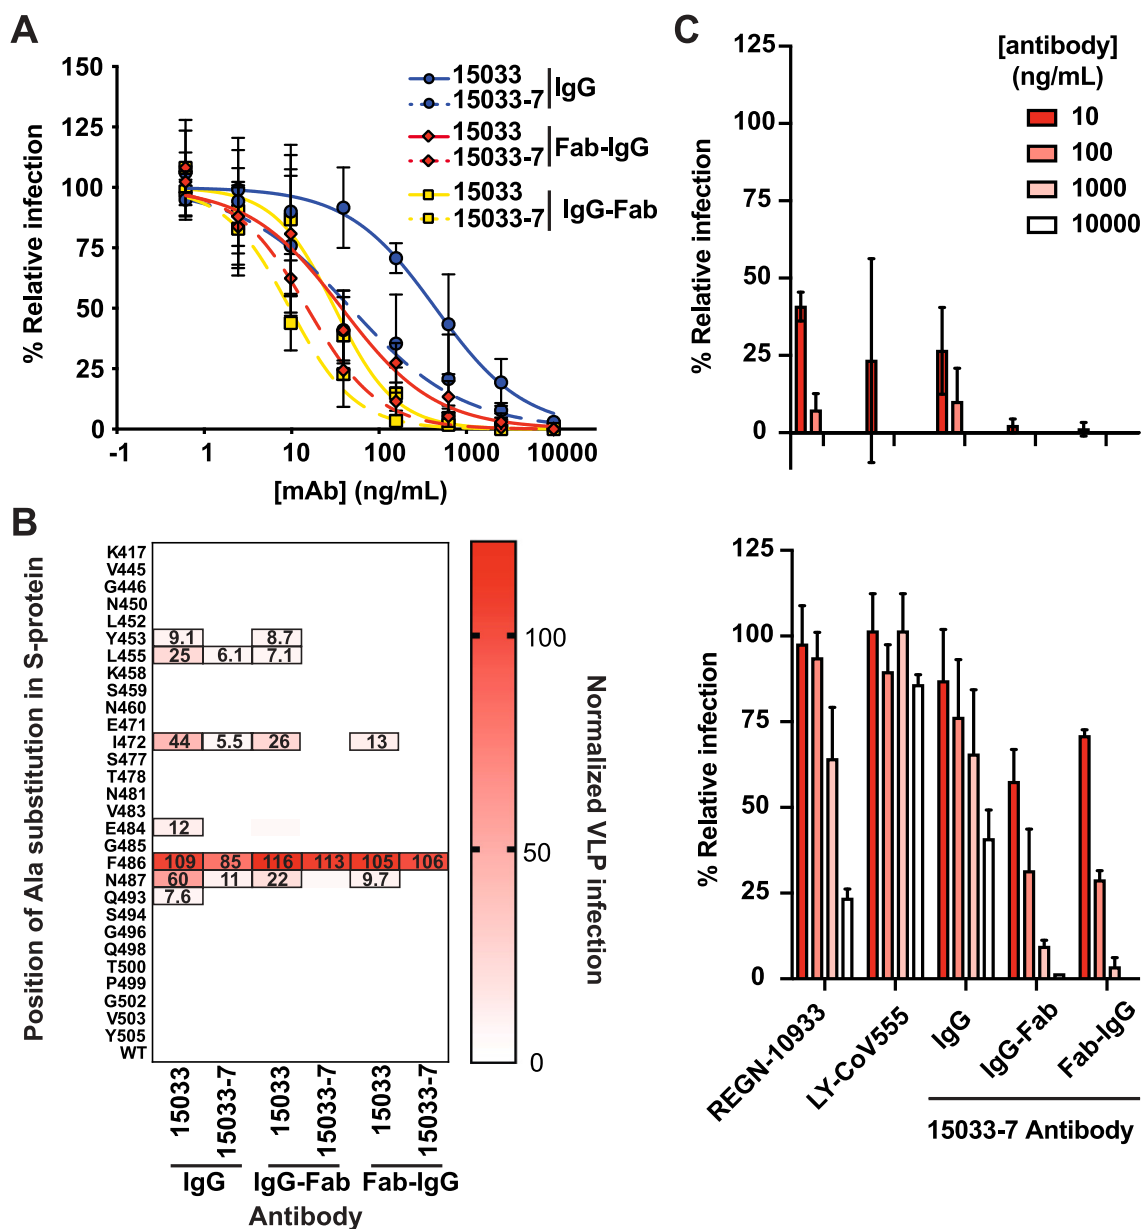 A
150
125
100
75
50
25
0
-1
1
10
100
1000
10000
% Relative infection
[mAb] (ng/mL)
15033
15033-7
IgG
15033
15033-7
Fab-IgG
15033
15033-7
IgG-Fab
B
Position of Ala substitution in S-protein
K417
V445
G446
N450
L452
Y453 9.1 8.7
L455 25 6.1 7.1
K458
S459
N460
E471
I472 44 5.5 26 13
S477
T478
N481
V483
E484 12
G485
F486 109 85 116 113 105 106
N487 60 11 22 9.7
Q493 7.6
S494
G496
Q498
T500
P499
G502
V503
Y505
WT
15033
15033-7
15033
15033-7
15033
15033-7
IgG
IgG-Fab
Fab-IgG
Antibody
100
50
0
Normalized VLP infection
C
[antibody]
(ng/mL)
10
100
1000
10000
125
100
75
50
25
0
% Relative infection
125
100
75
50
25
0
% Relative infection
REGN-10933
LY-CoV555
IgG
IgG-Fab
Fab-IgG
15033-7 Antibody